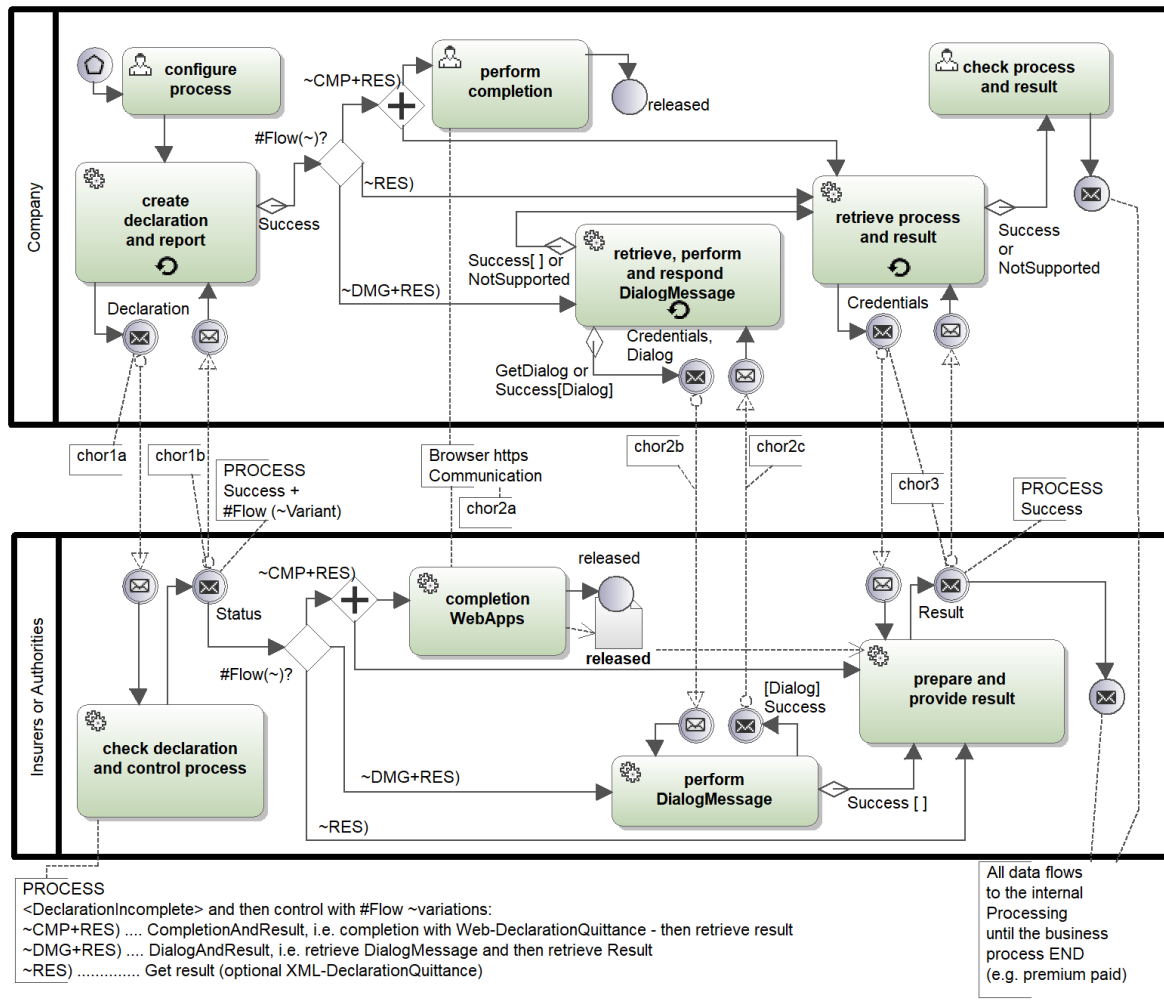 Company
configure
process
create
declaration
and report
Success
Declaration
#Flow(~)?
~CMP+RES)
perform
completion
released
~RES)
~DMG+RES)
Success[ ] or
NotSupported
retrieve, perform
and respond
DialogMessage
GetDialog or
Success[Dialog]
Credentials,
Dialog
retrieve process
and result
Credentials
Success
or
NotSupported
check process
and result
chor1a
chor1b
PROCESS
Success +
#Flow (~Variant)
Browser https
Communication
chor2a
chor2b
chor2c
chor3
PROCESS
Success
Insurers or Authorities
Status
check declaration
and control process
#Flow(~)?
~CMP+RES)
completion
WebApps
released
released
~DMG+RES)
~RES)
[Dialog]
Success
perform
DialogMessage
Success [ ]
Result
prepare and
provide result
PROCESS
<DeclarationIncomplete> and then control with #Flow ~variations:
~CMP+RES) .... CompletionAndResult, i.e. completion with Web-DeclarationQuittance - then retrieve result
~DMG+RES) .... DialogAndResult, i.e. retrieve DialogMessage and then retrieve Result
~RES) ............. Get result (optional XML-DeclarationQuittance)
All data flows
to the internal
Processing
until the business
process END
(e.g. premium paid)